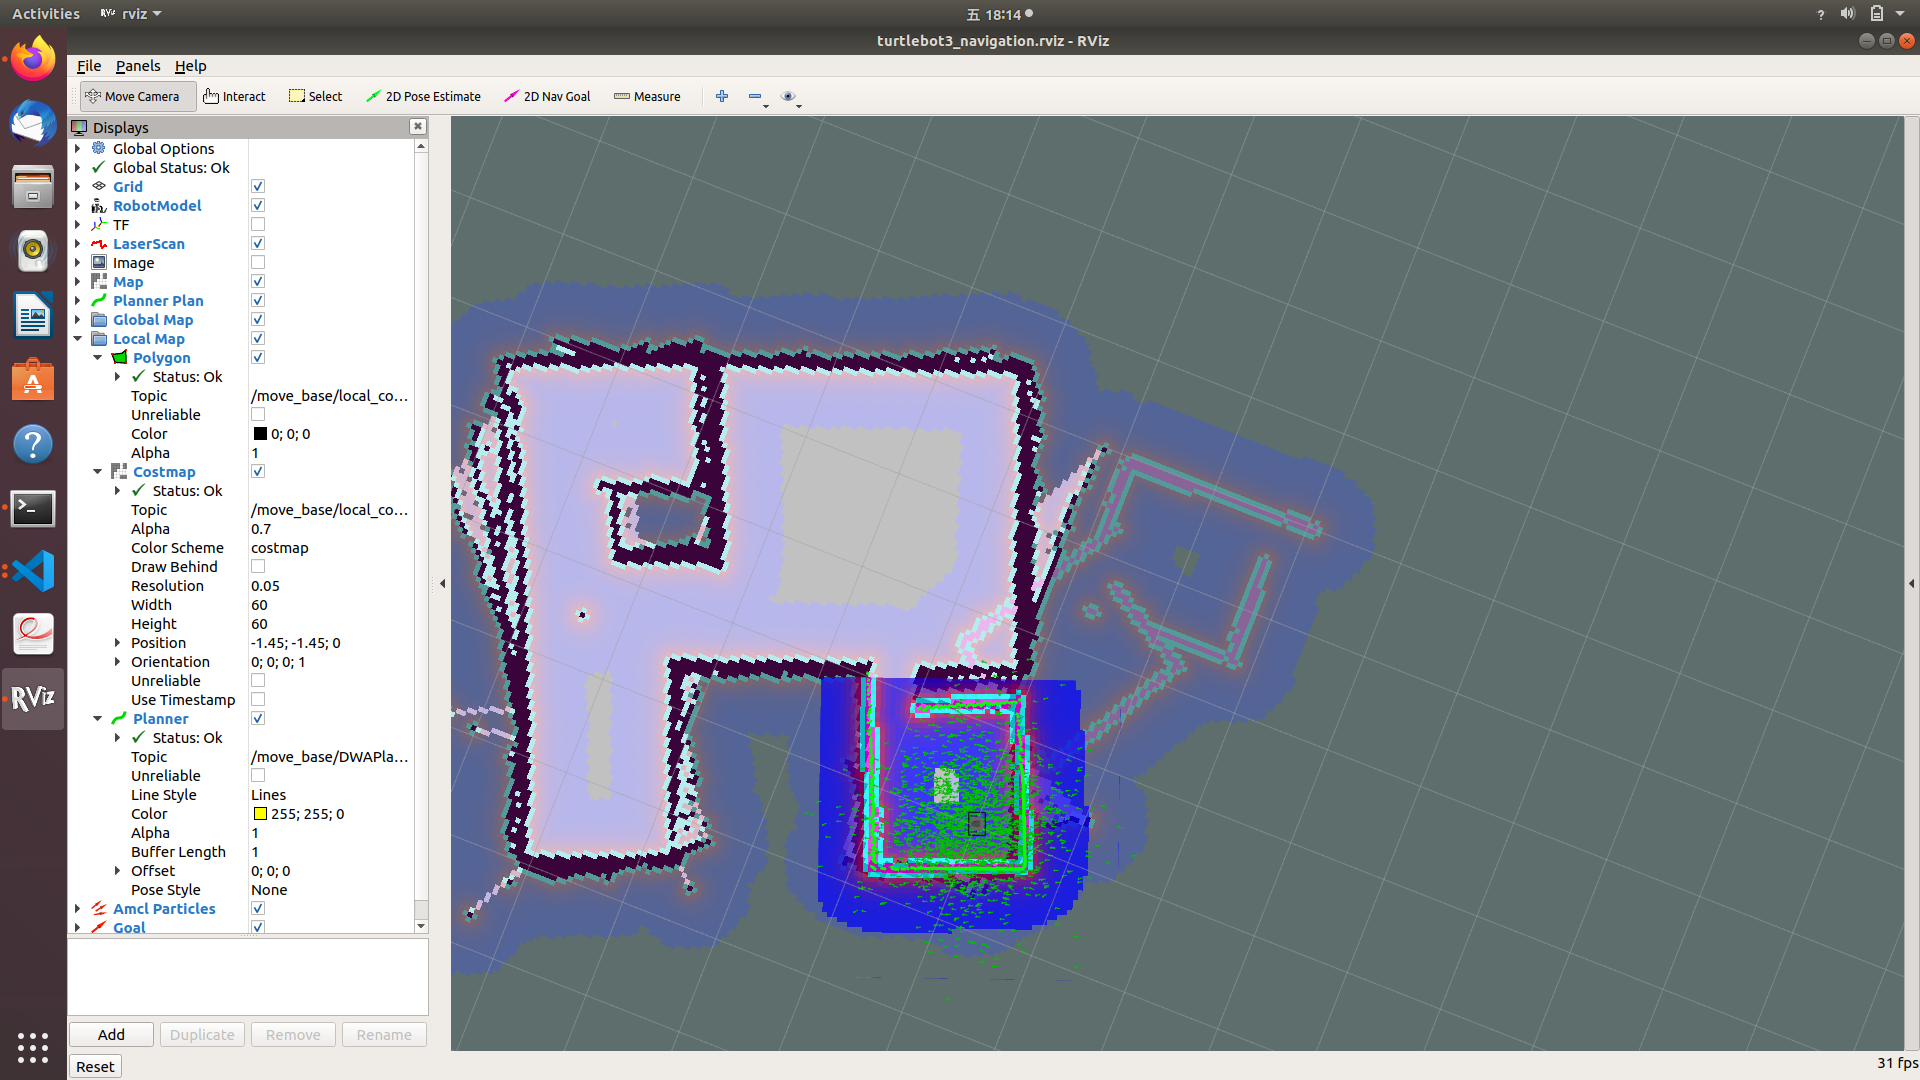 Activities
rviz
五 18:14
?
turtlebot3_navigation.rviz - RViz
File Panels Help
Move Camera Interact Select 2D Pose Estimate 2D Nav Goal Measure
Displays
Global Options
Global Status: Ok
Grid
RobotModel
TF
LaserScan
Image
Map
Planner Plan
Global Map
Local Map
Polygon
Status: Ok
Topic /move_base/local_co…
Unreliable
Color 0; 0; 0
Alpha 1
Costmap
Status: Ok
Topic /move_base/local_co…
Alpha 0.7
Color Scheme costmap
Draw Behind
Resolution 0.05
Width 60
Height 60
Position -1.45; -1.45; 0
Orientation 0; 0; 0; 1
Unreliable
Use Timestamp
Planner
Status: Ok
Topic /move_base/DWAPla…
Unreliable
Line Style Lines
Color 255; 255; 0
Alpha 1
Buffer Length 1
Offset 0; 0; 0
Pose Style None
Amcl Particles
Goal
Add Duplicate Remove Rename
Reset
31 fps
RViz